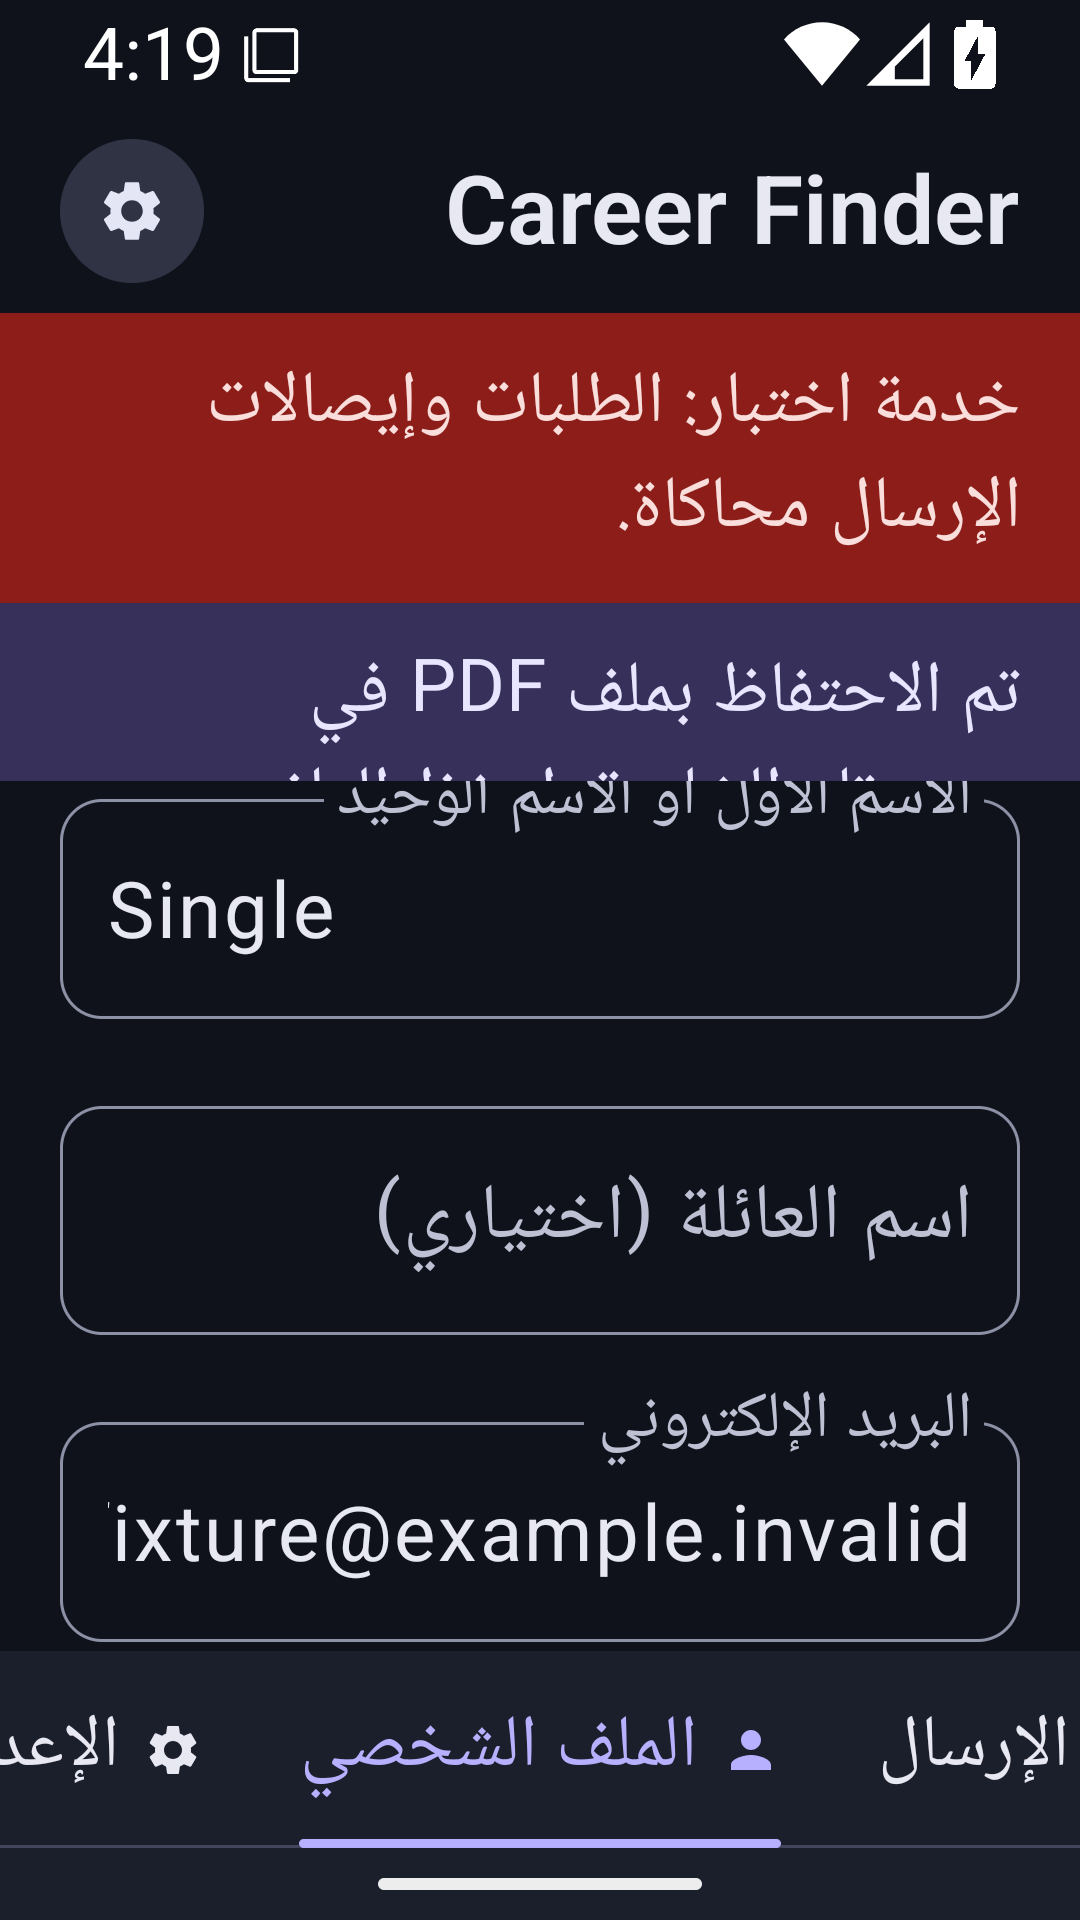 4:19
Career Finder
خدمة اختبار: الطلبات وإيصالات
الإرسال محاكاة.
تم الاحتفاظ بملف PDF في
الاسم الأول أو الاسم الوحيد
Single
اسم العائلة (اختياري)
البريد الإلكتروني
ixture@example.invalid
الإرسال
الملف الشخصي
الإعد